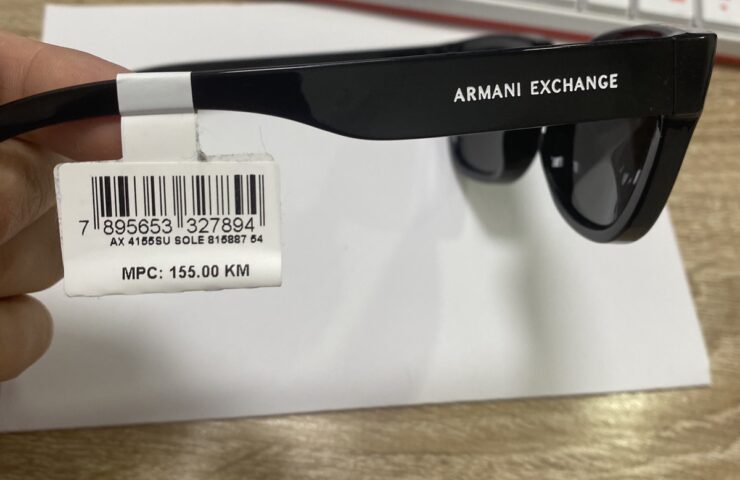 ARMANI EXCHANGE
7 895653 327894
AX 4155SU SOLE 815887 54
MPC: 155.00 KM